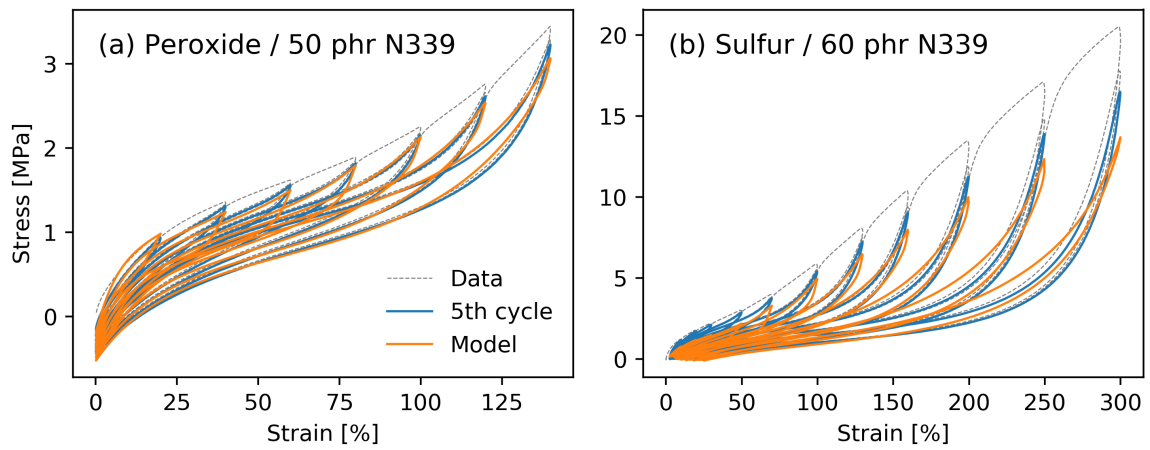 (a) Peroxide / 50 phr N339
Stress [MPa]
3
2
1
0
Data
5th cycle
Model
0 25 50 75 100 125
Strain [%]
(b) Sulfur / 60 phr N339
20
15
10
5
0
0 50 100 150 200 250 300
Strain [%]